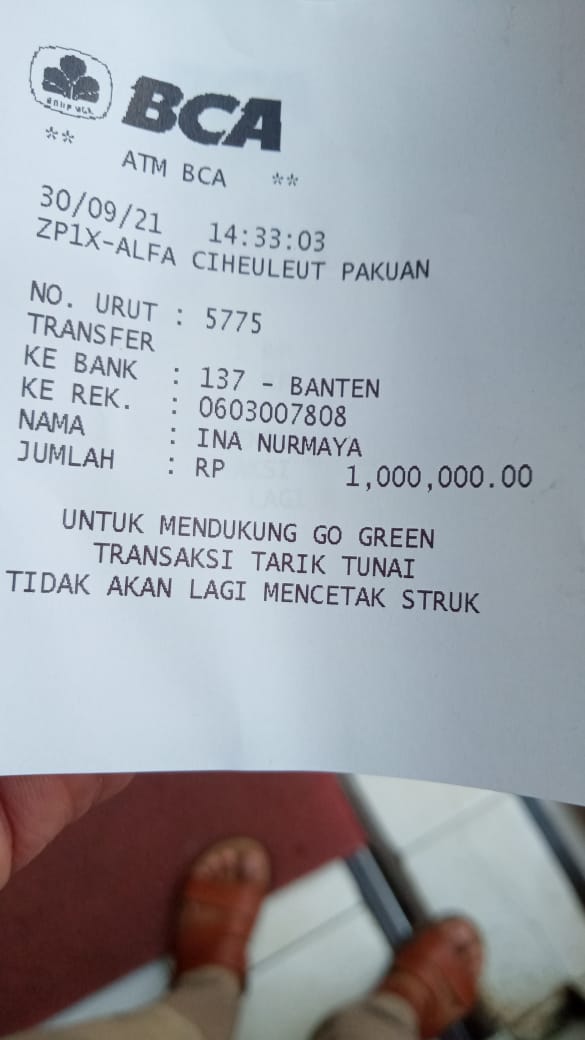 BCA
** ATM BCA **
30/09/21 14:33:03
ZP1X-ALFA CIHEULEUT PAKUAN
NO. URUT : 5775
TRANSFER
KE BANK : 137 - BANTEN
KE REK. : 0603007808
NAMA : INA NURMAYA
JUMLAH : RP 1,000,000.00
UNTUK MENDUKUNG GO GREEN
TRANSAKSI TARIK TUNAI
TIDAK AKAN LAGI MENCETAK STRUK